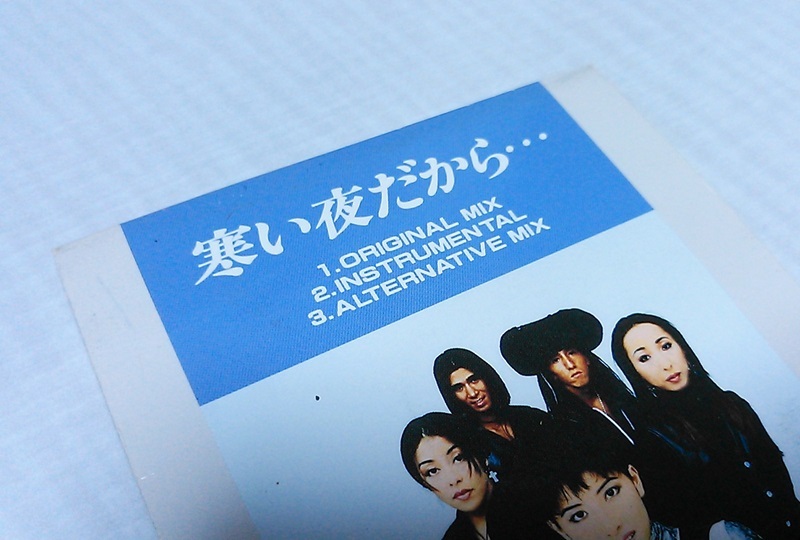 寒い夜だから…
1.ORIGINAL MIX
2.INSTRUMENTAL
3.ALTERNATIVE MIX